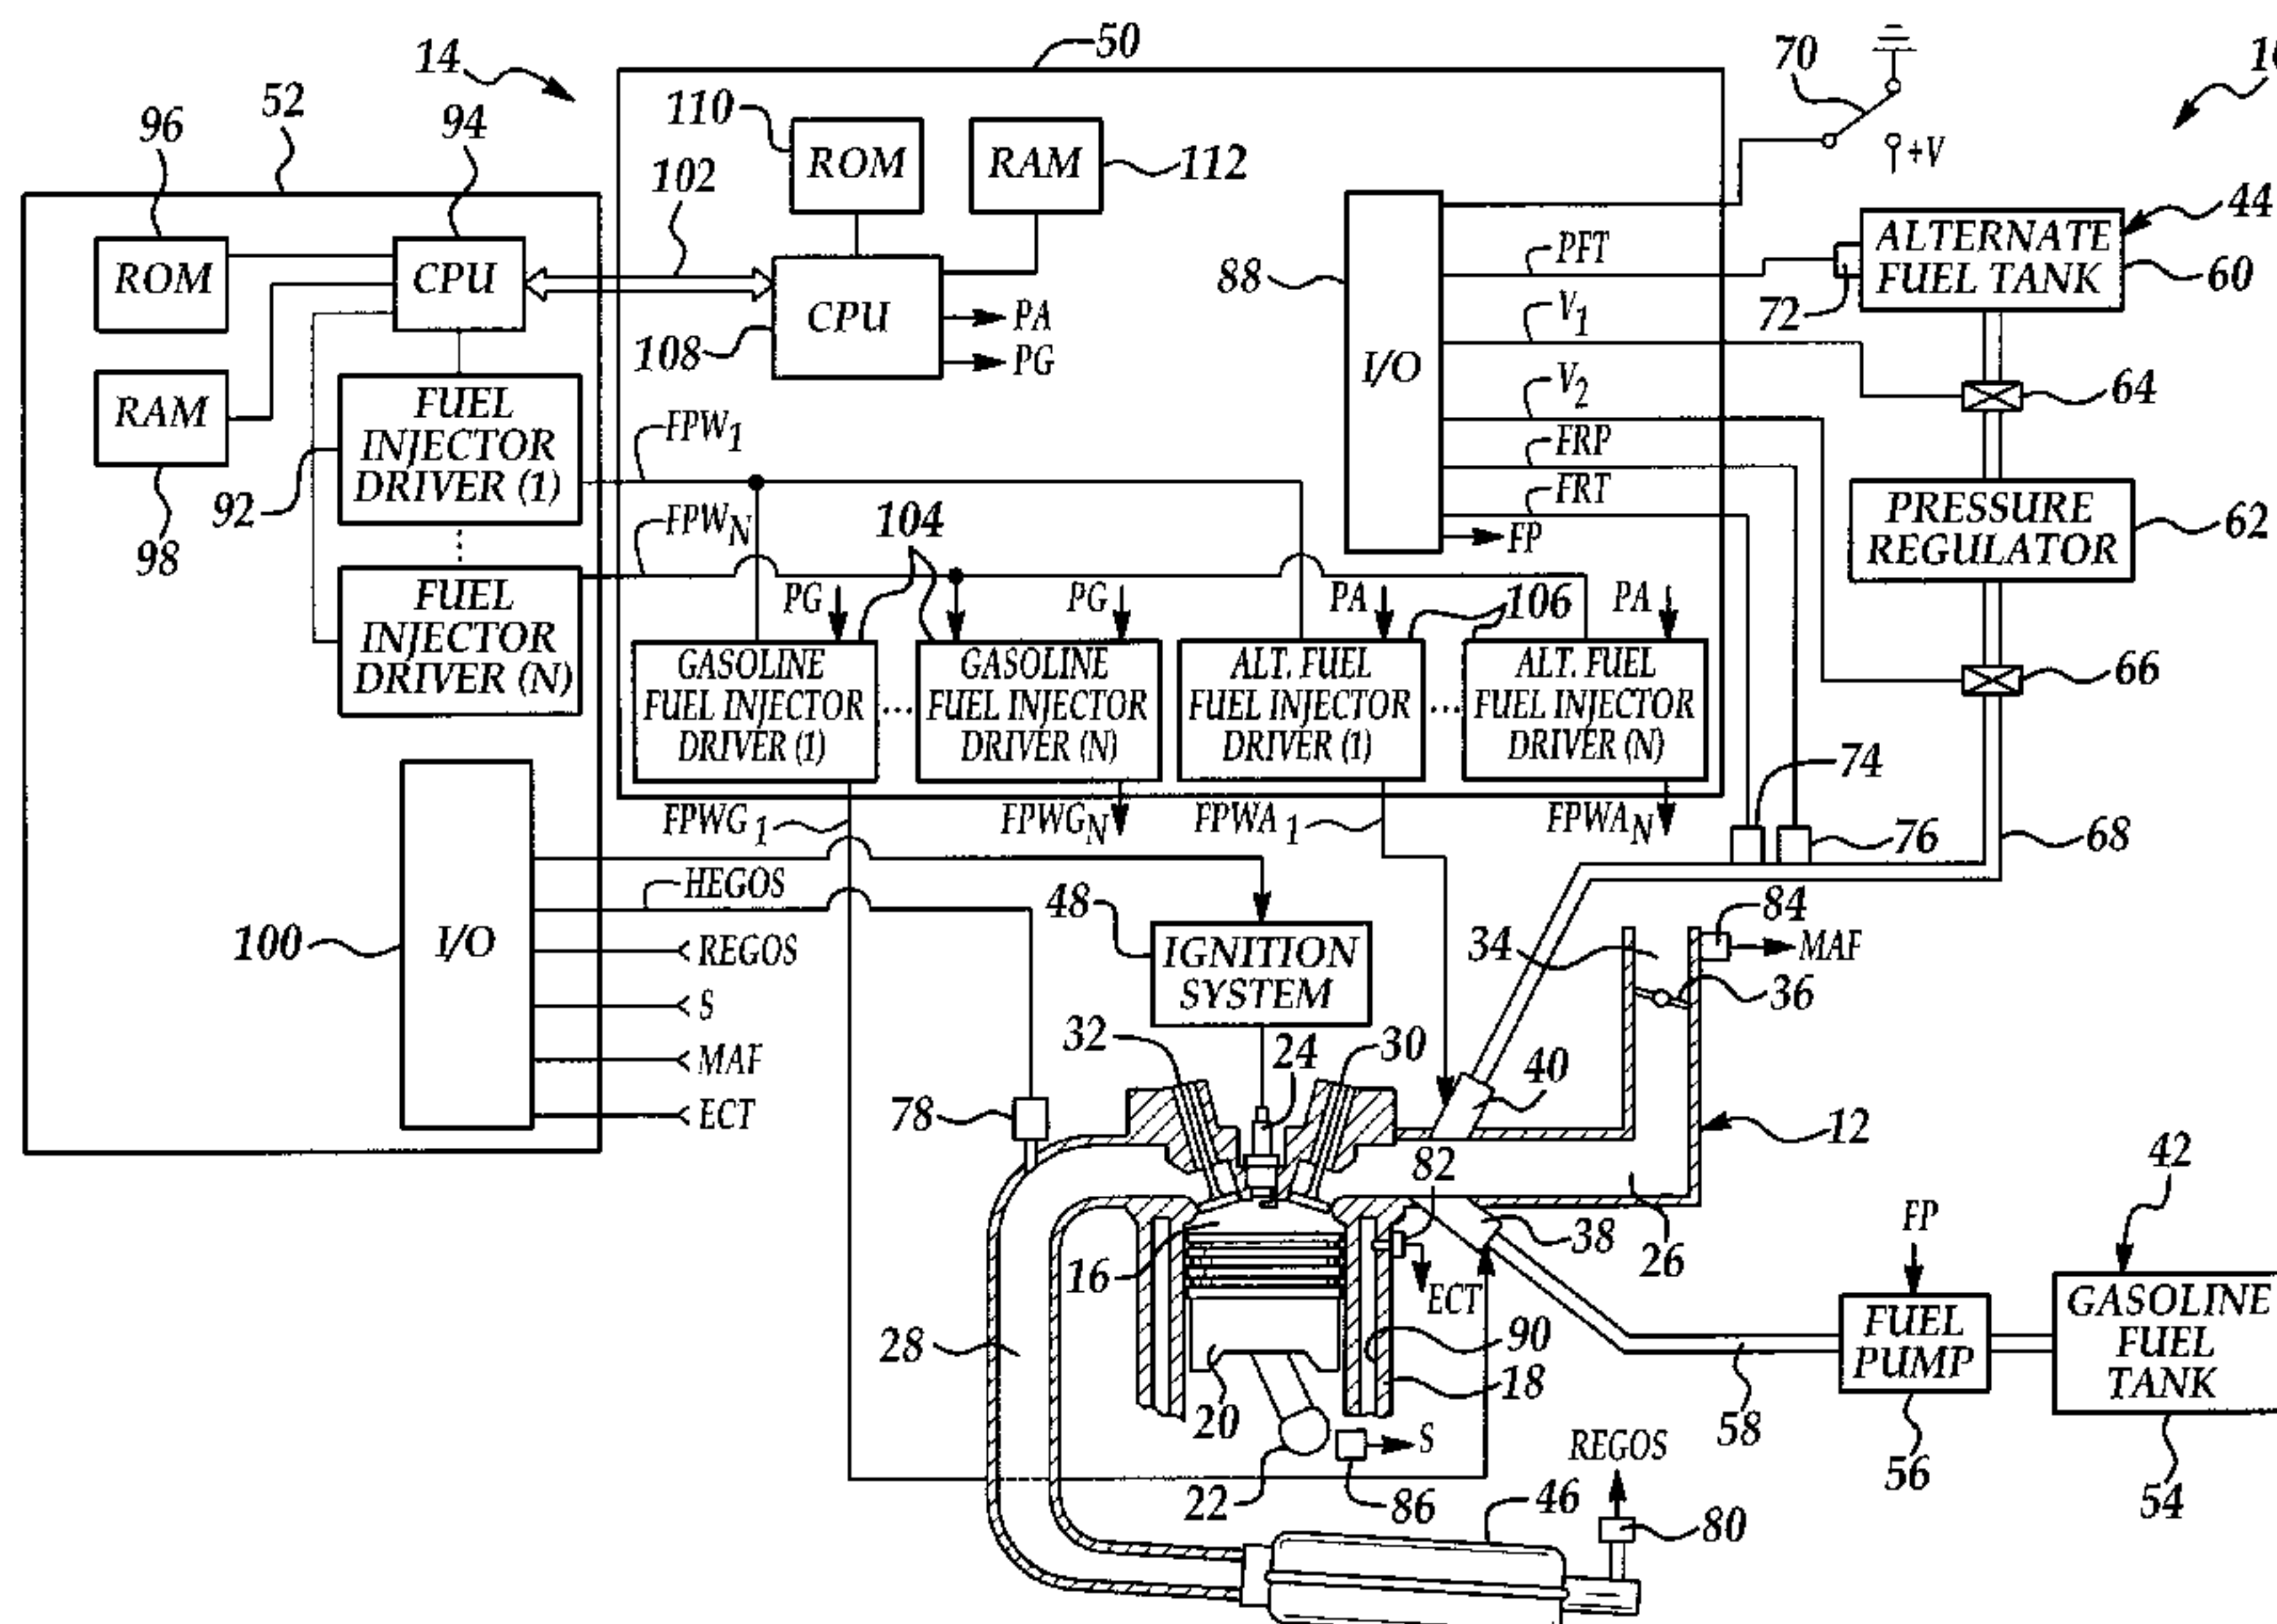 50
14
70
52
96
94
110
ROM
RAM
112
+V
102
44
ALTERNATE
FUEL TANK
60
ROM
CPU
88
PFT
72
CPU
PA
PG
108
V1
I/O
64
RAM
FUEL
INJECTOR
DRIVER (1)
V2
FPW1
FRP
92
98
FPWN
104
FRT
FP
PRESSURE
REGULATOR
62
FUEL
INJECTOR
DRIVER (N)
PG
PG
PA
106
PA
66
GASOLINE
FUEL INJECTOR
DRIVER (1)
...
GASOLINE
FUEL INJECTOR
DRIVER (N)
ALT. FUEL
FUEL INJECTOR
DRIVER (1)
...
ALT. FUEL
FUEL INJECTOR
DRIVER (N)
74
FPWG1
FPWGN
FPWA1
FPWAN
76
68
HEGOS
48
84
100
I/O
REGOS
IGNITION
SYSTEM
34
MAF
S
36
32
24
30
MAF
40
ECT
78
12
82
42
FP
38
26
16
ECT
GASOLINE
FUEL
TANK
28
90
FUEL
PUMP
18
20
58
S
REGOS
56
22
86
46
54
80